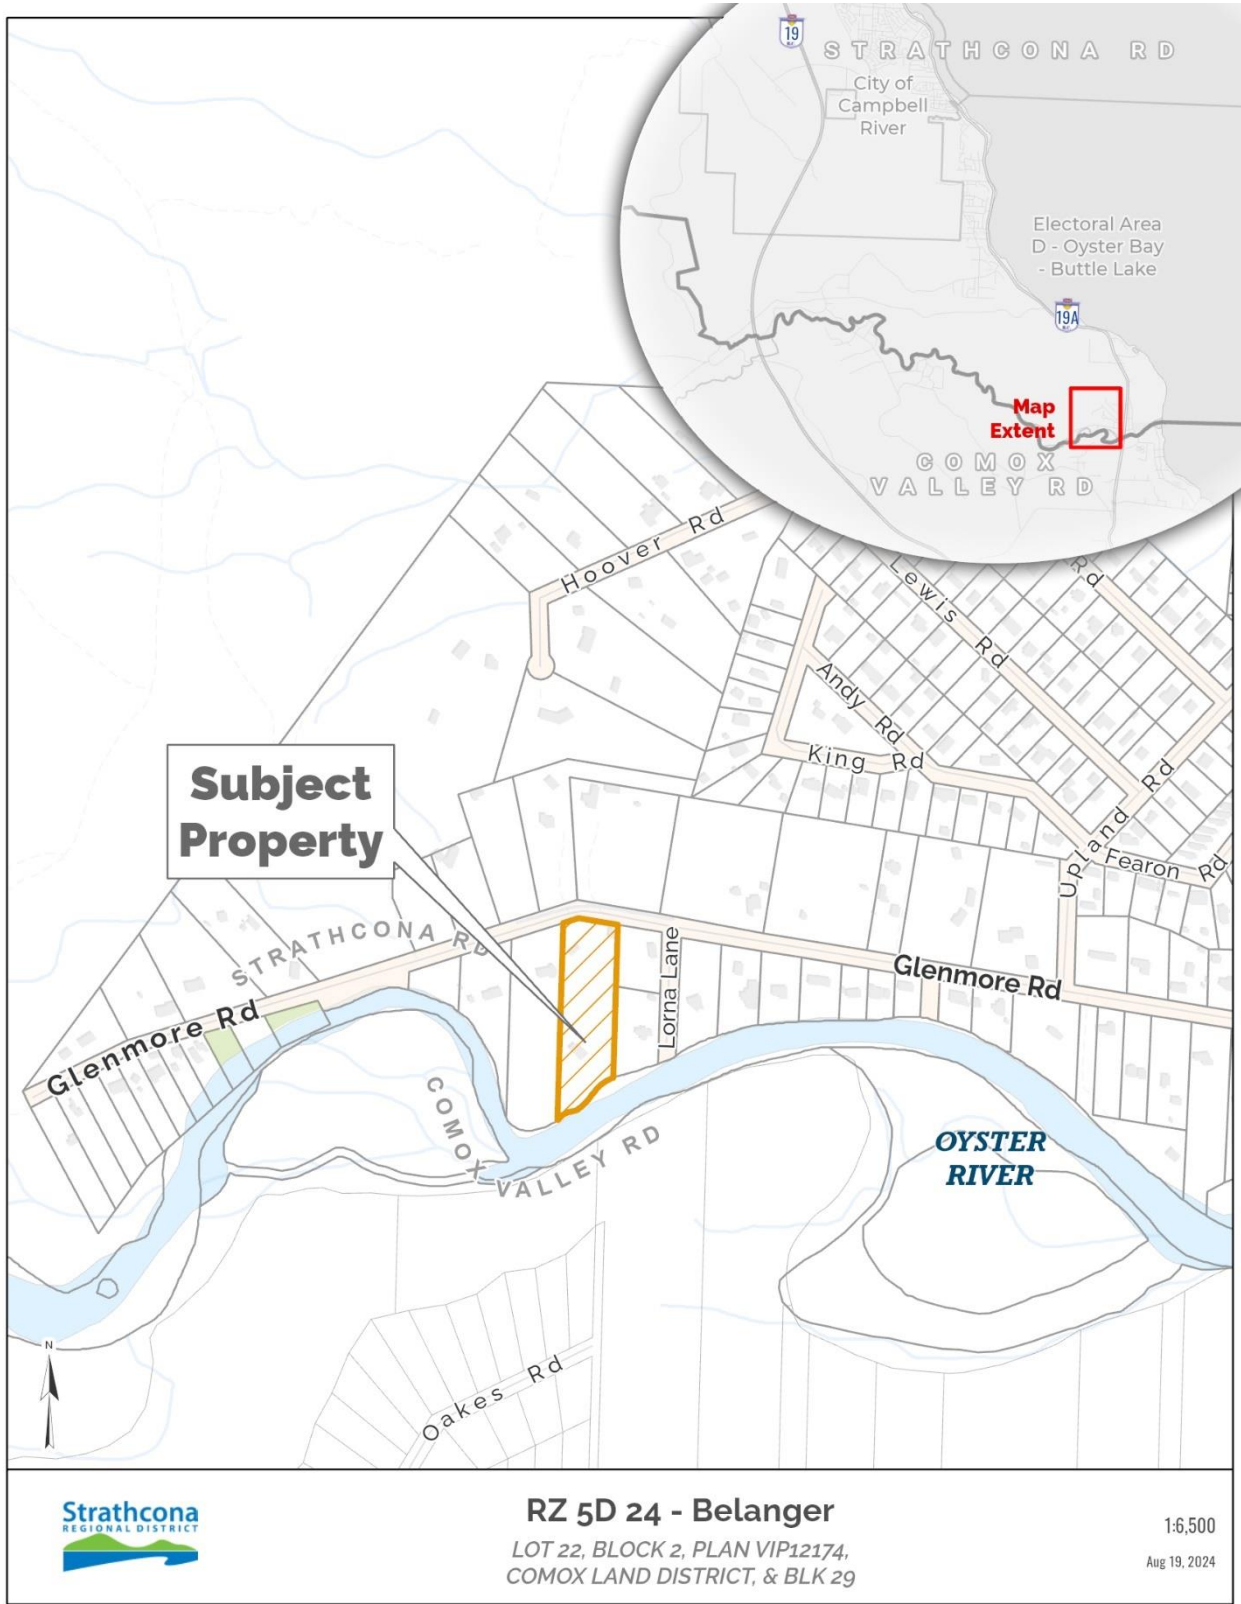 19
STRATHCONA RD
City of
Campbell
River
Electoral Area
D - Oyster Bay
- Buttle Lake
19A
Map
Extent
COMOX
VALLEY RD
Hoover Rd
Lewis Rd
Rd
Andy Rd
King Rd
Upland Rd
Fearon Rd
Subject
Property
STRATHCONA RD
Glenmore Rd
Lorna Lane
Glenmore Rd
COMOX VALLEY RD
OYSTER
RIVER
Oakes Rd
N
Strathcona
REGIONAL DISTRICT
RZ 5D 24 - Belanger
LOT 22, BLOCK 2, PLAN VIP12174,
COMOX LAND DISTRICT, & BLK 29
1:6,500
Aug 19, 2024